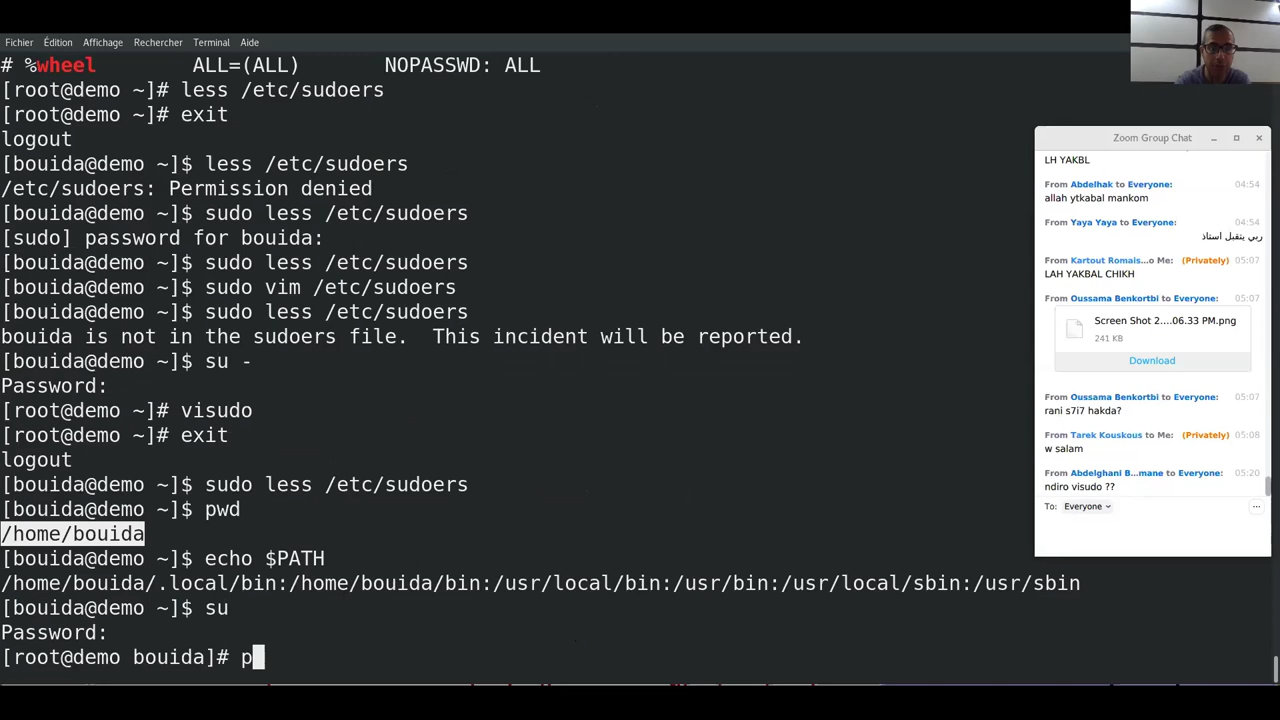 Fichier Édition Affichage Rechercher Terminal Aide
# %wheel ALL=(ALL) NOPASSWD: ALL
[root@demo ~]# less /etc/sudoers
[root@demo ~]# exit
logout
[bouida@demo ~]$ less /etc/sudoers
/etc/sudoers: Permission denied
[bouida@demo ~]$ sudo less /etc/sudoers
[sudo] password for bouida:
[bouida@demo ~]$ sudo less /etc/sudoers
[bouida@demo ~]$ sudo vim /etc/sudoers
[bouida@demo ~]$ sudo less /etc/sudoers
bouida is not in the sudoers file.  This incident will be reported.
[bouida@demo ~]$ su -
Password:
[root@demo ~]# visudo
[root@demo ~]# exit
logout
[bouida@demo ~]$ sudo less /etc/sudoers
[bouida@demo ~]$ pwd
/home/bouida
[bouida@demo ~]$ echo $PATH
/home/bouida/.local/bin:/home/bouida/bin:/usr/local/bin:/usr/bin:/usr/local/sbin:/usr/sbin
[bouida@demo ~]$ su
Password:
[root@demo bouida]# p
Zoom Group Chat
LH YAKBL
From Abdelhak to Everyone: 04:54
allah ytkabal mankom
From Yaya Yaya to Everyone: 04:54
ربي يتقبل استاذ
From Kartout Romais...o Me: (Privately) 05:07
LAH YAKBAL CHIKH
From Oussama Benkortbi to Everyone: 05:07
Screen Shot 2....06.33 PM.png
241 KB
Download
From Oussama Benkortbi to Everyone: 05:07
rani s7i7 hakda?
From Tarek Kouskous to Me: (Privately) 05:08
w salam
From Abdelghani B...mane to Everyone: 05:20
ndiro visudo ??
To: Everyone